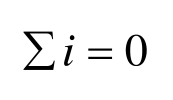 ∑ i = 0